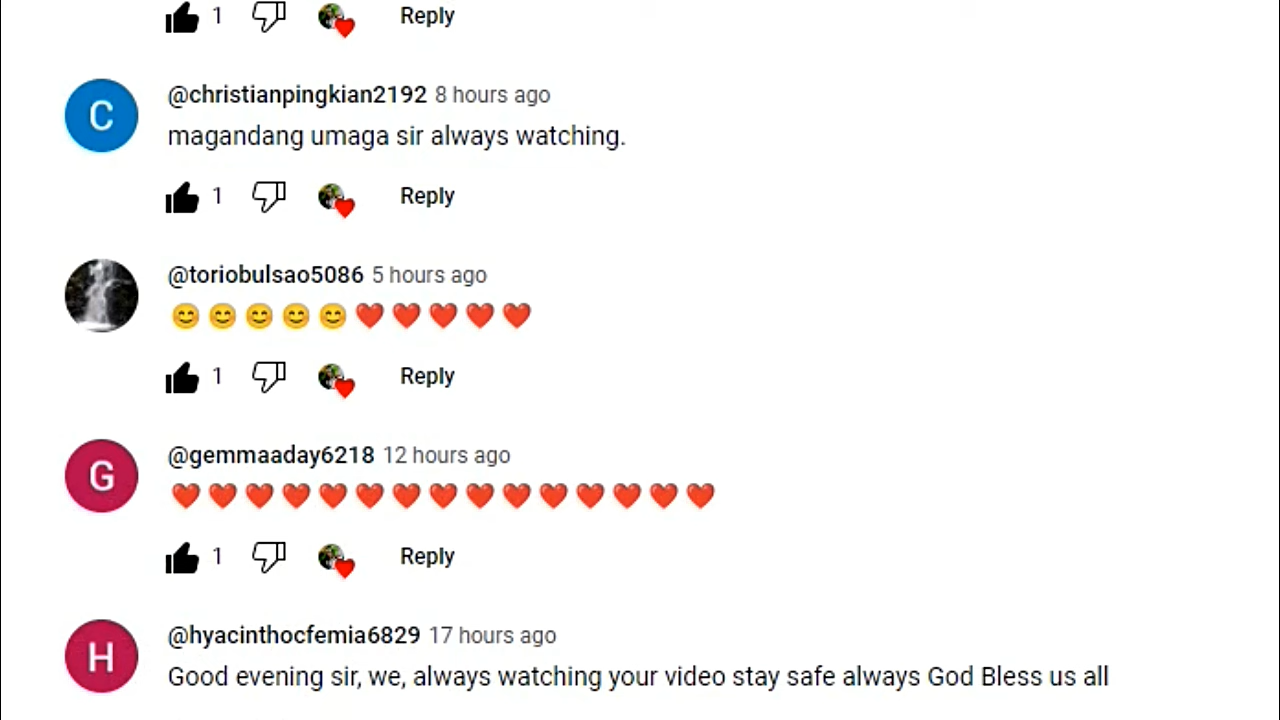 1 Reply
C
@christianpingkian2192 8 hours ago
magandang umaga sir always watching.
1 Reply
@toriobulsao5086 5 hours ago
😊😊😊😊😊❤️❤️❤️❤️❤️
1 Reply
G
@gemmaaday6218 12 hours ago
❤️❤️❤️❤️❤️❤️❤️❤️❤️❤️❤️❤️❤️❤️❤️
1 Reply
H
@hyacinthocfemia6829 17 hours ago
Good evening sir, we, always watching your video stay safe always God Bless us all